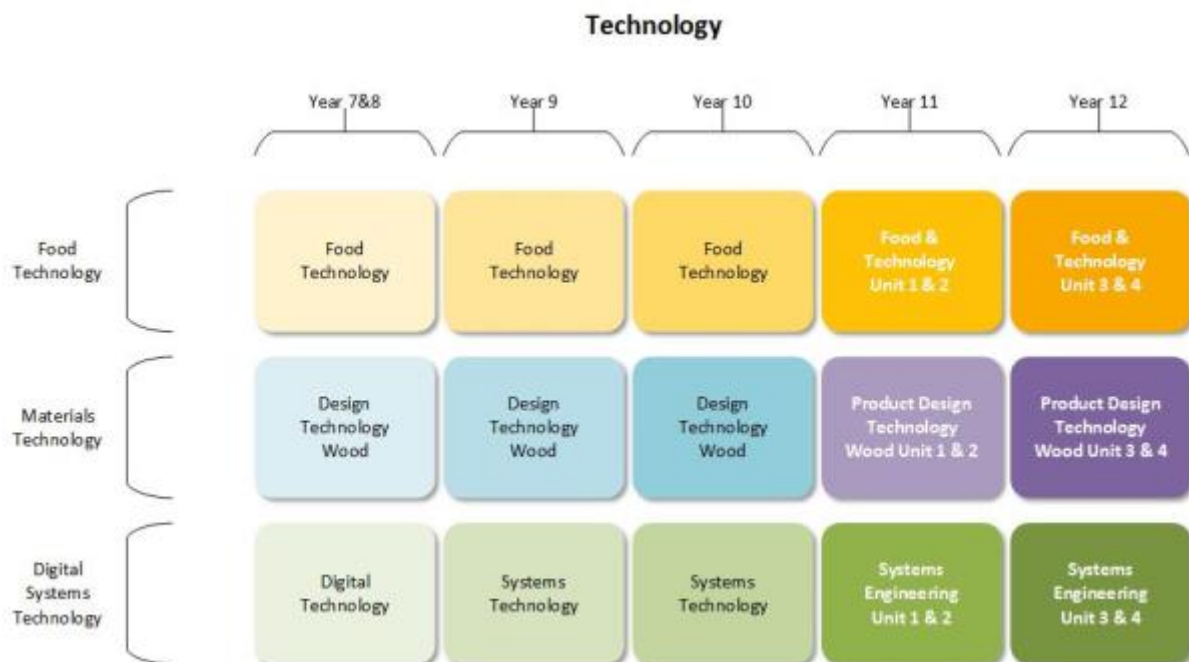 Technology
Year 7&8
Year 9
Year 10
Year 11
Year 12
Food
Technology
Food
Technology
Food
Technology
Food
Technology
Food &
Technology
Unit 1 & 2
Food &
Technology
Unit 3 & 4
Materials
Technology
Design
Technology
Wood
Design
Technology
Wood
Design
Technology
Wood
Product Design
Technology
Wood Unit 1 & 2
Product Design
Technology
Wood Unit 3 & 4
Digital
Systems
Technology
Digital
Technology
Systems
Technology
Systems
Technology
Systems
Engineering
Unit 1 & 2
Systems
Engineering
Unit 3 & 4